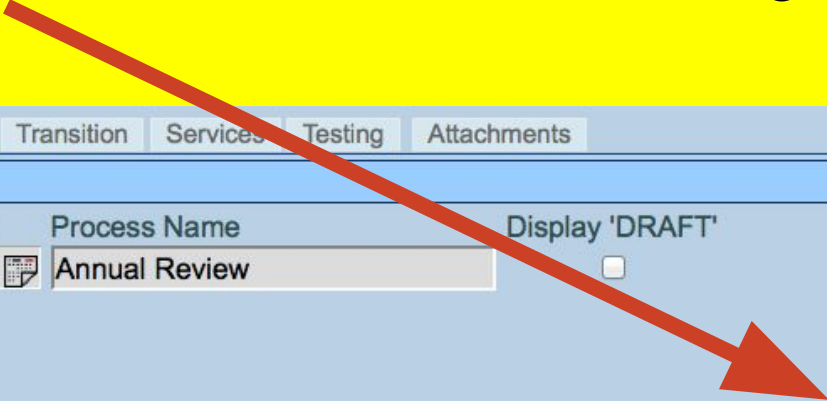 Transition Services Testing Attachments
Process Name Display 'DRAFT'
Annual Review